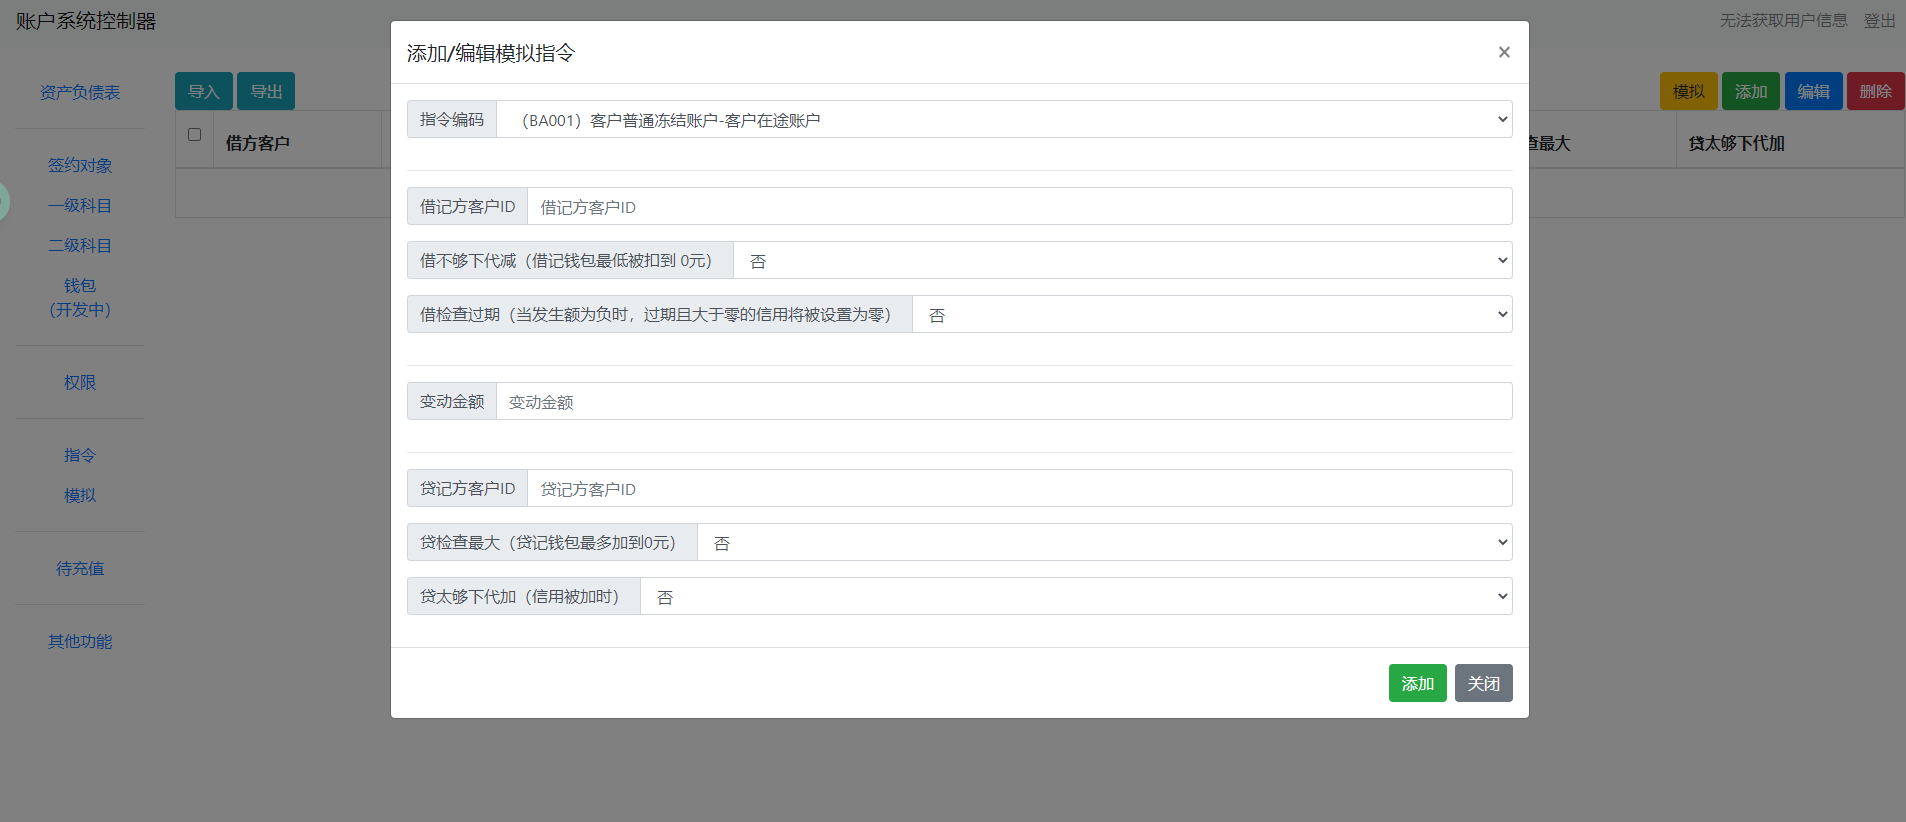 账户系统控制器
无法获取用户信息 登出
添加/编辑模拟指令
×
资产负债表
签约对象
一级科目
二级科目
钱包
(开发中)
权限
指令
模拟
待充值
其他功能
导入 导出
模拟 添加 编辑 删除
借方客户
查最大
贷太够下代加
指令编码
（BA001）客户普通冻结账户-客户在途账户
借记方客户ID 借记方客户ID
借不够下代减（借记钱包最低被扣到 0元） 否
借检查过期（当发生额为负时，过期且大于零的信用将被设置为零） 否
变动金额 变动金额
贷记方客户ID 贷记方客户ID
贷检查最大（贷记钱包最多加到0元） 否
贷太够下代加（信用被加时） 否
添加 关闭